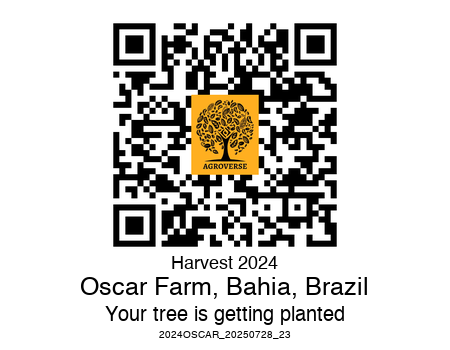 AGROVERSE
Harvest 2024
Oscar Farm, Bahia, Brazil
Your tree is getting planted
2024OSCAR_20250728_23